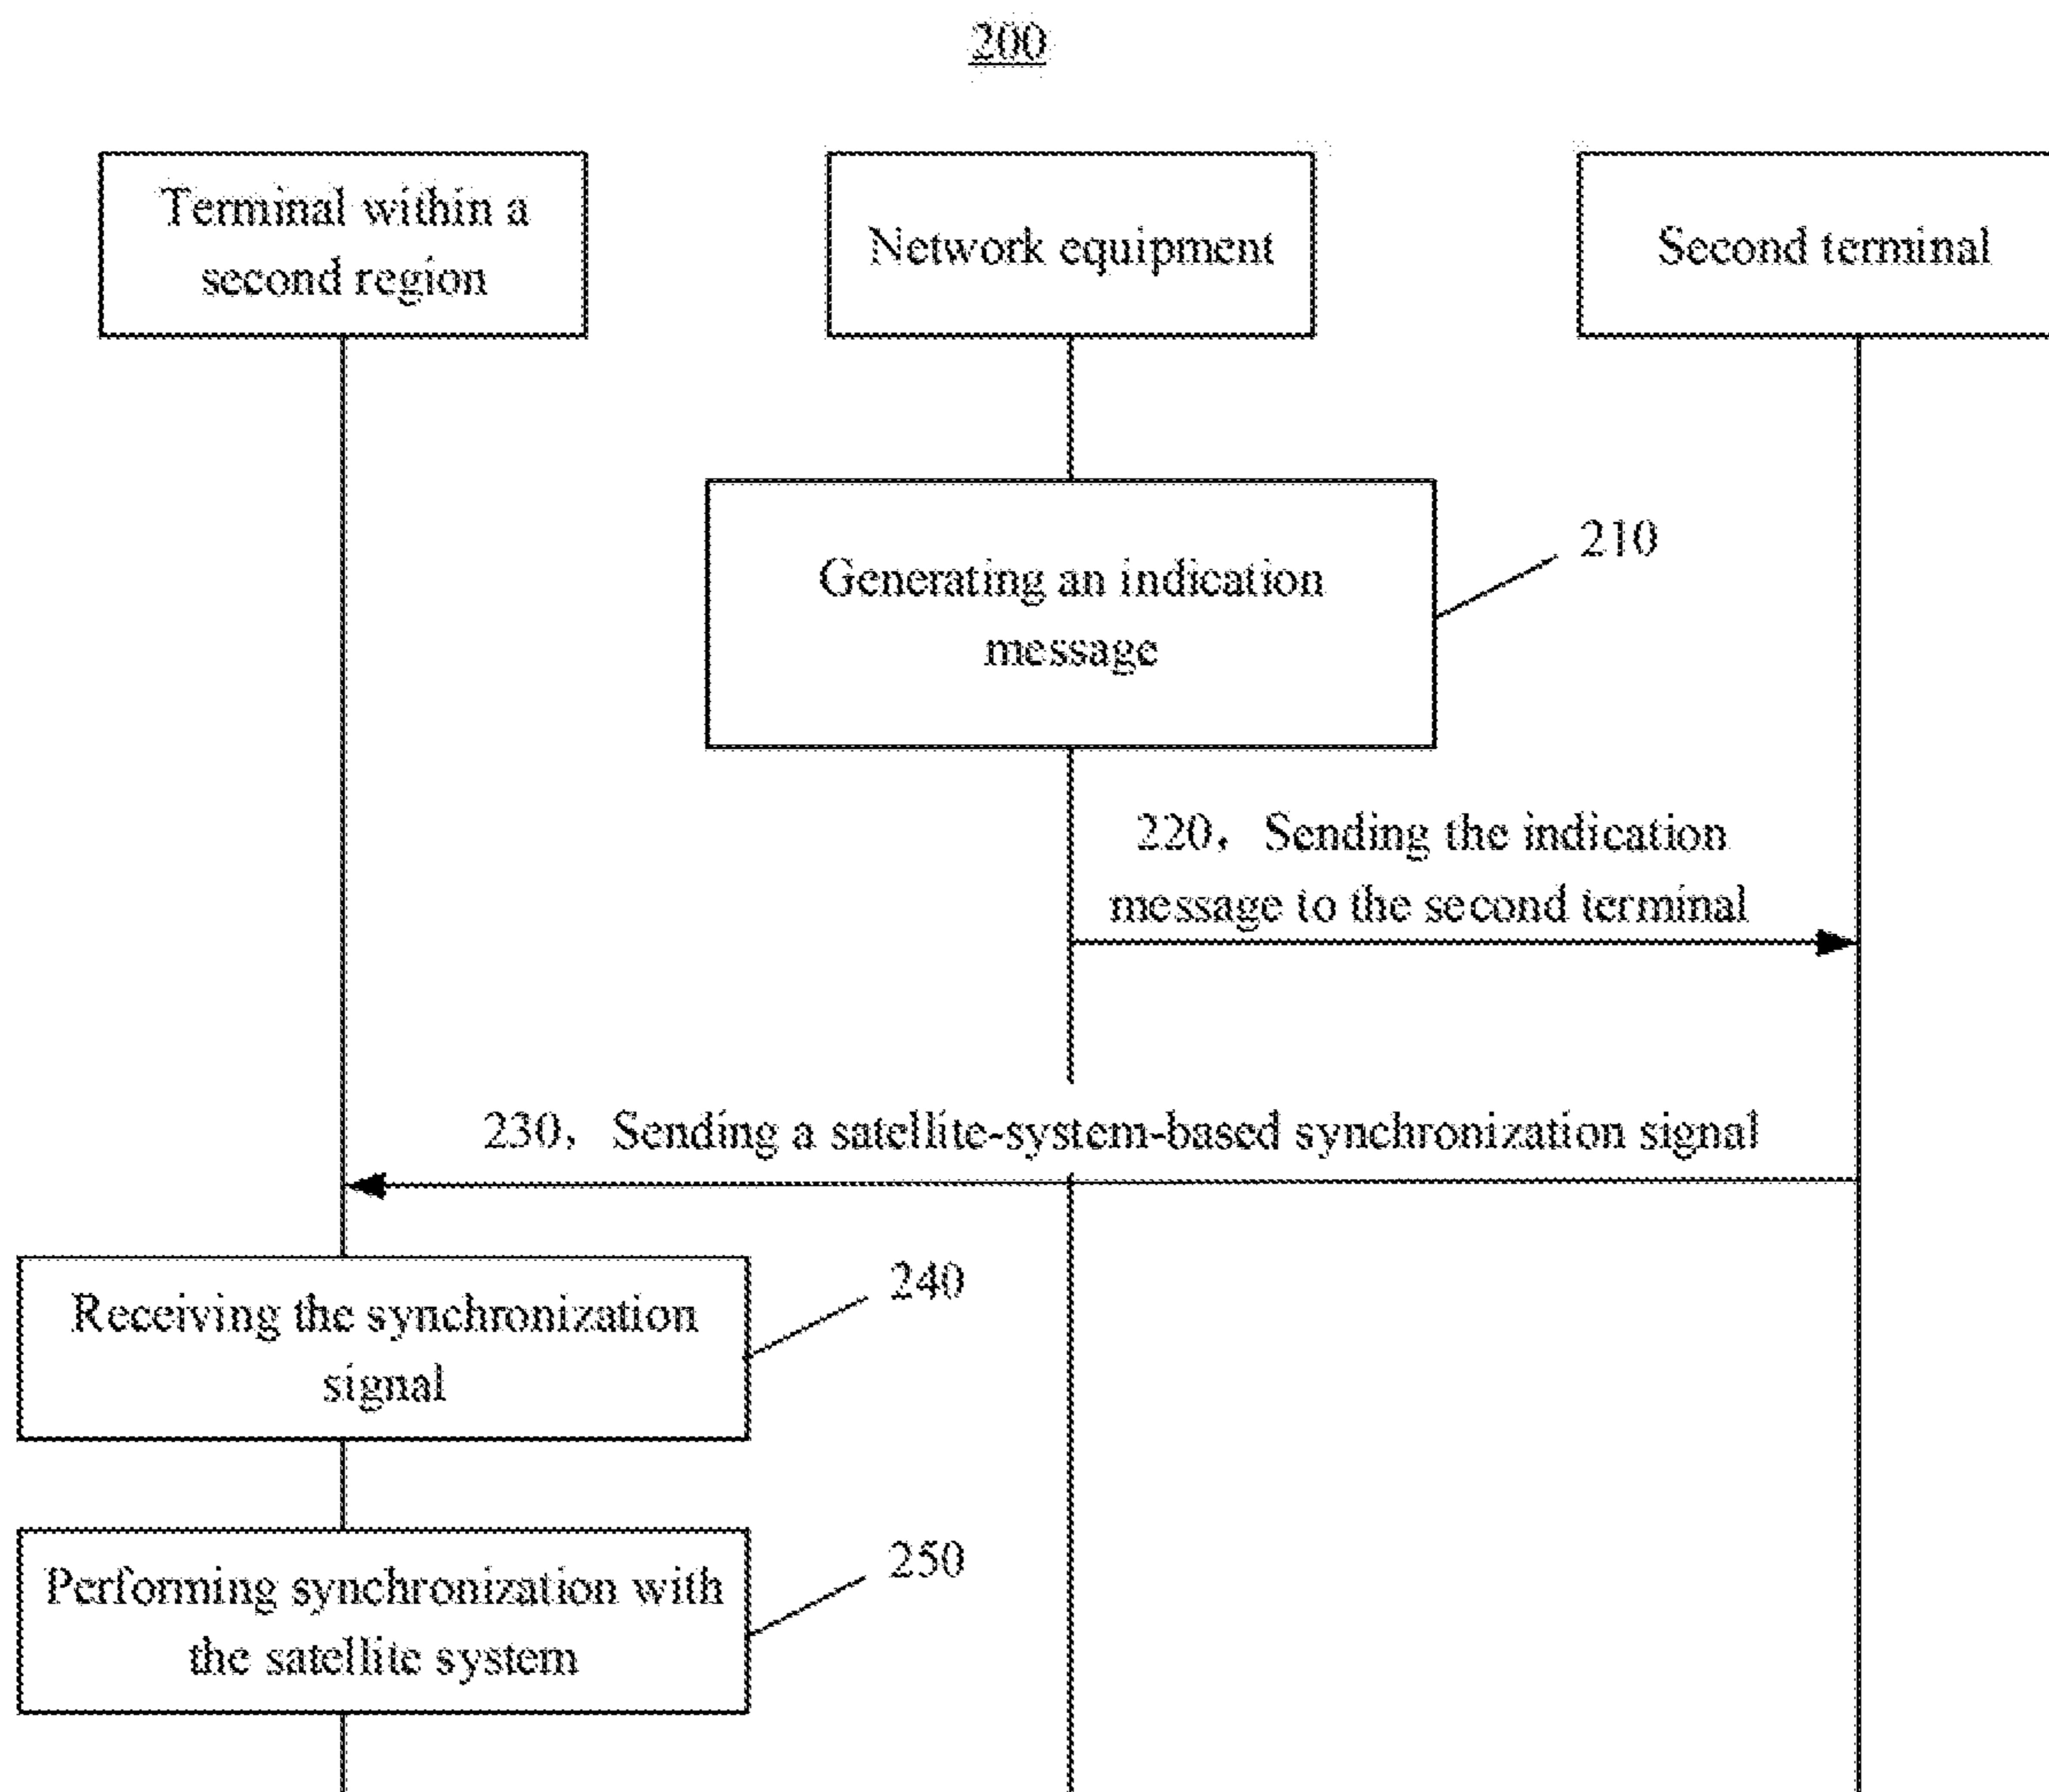 200
Terminal within a
second region
Network equipment
Second terminal
Generating an indication
message
210
220, Sending the indication
message to the second terminal
230, Sending a satellite-system-based synchronization signal
Receiving the synchronization
signal
240
Performing synchronization with
the satellite system
250